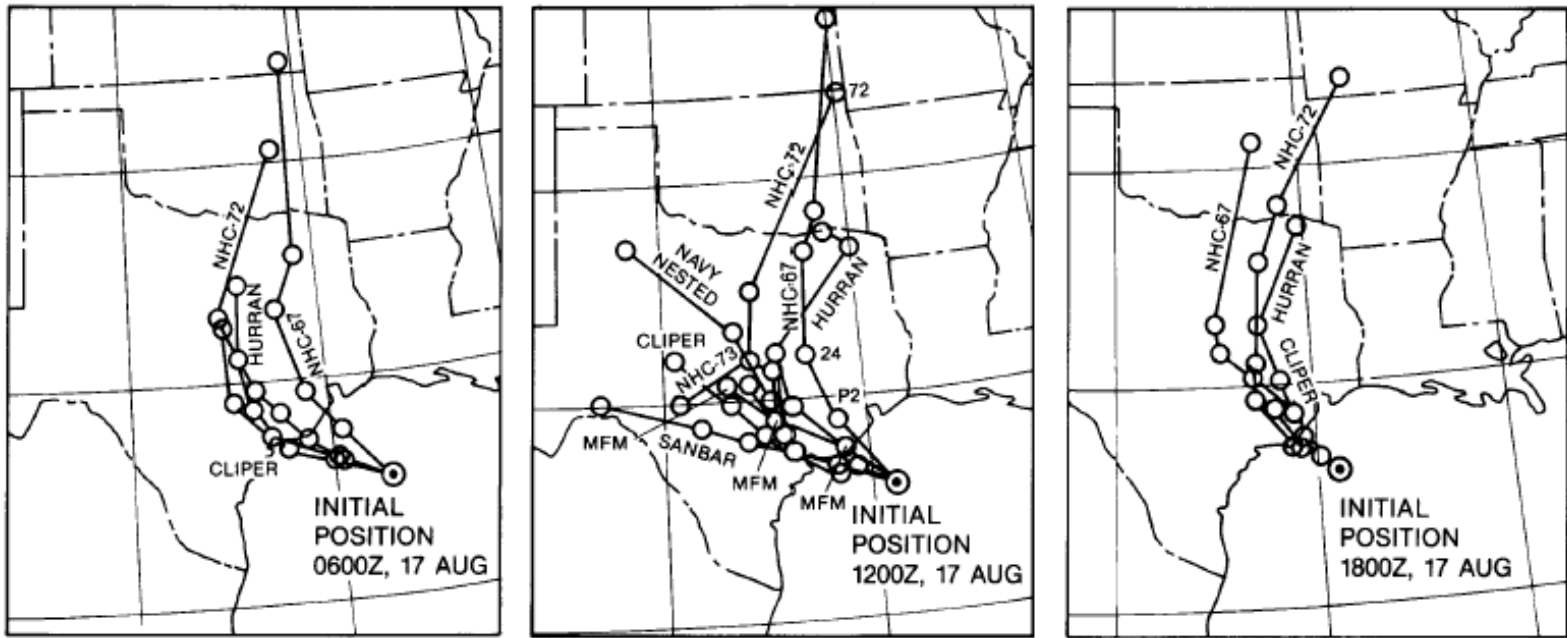 NHC-72
HURRAN
NHC-67
CLIPER
INITIAL
POSITION
0600Z, 17 AUG
72
NHC-72
NAVY
NESTED
NHC-67
HURRAN
CLIPER
NHC-73
24
P2
MFM
SANBAR
MFM
MFM
INITIAL
POSITION
1200Z, 17 AUG
NHC-72
NHC-67
HURRAN
CLIPER
INITIAL
POSITION
1800Z, 17 AUG